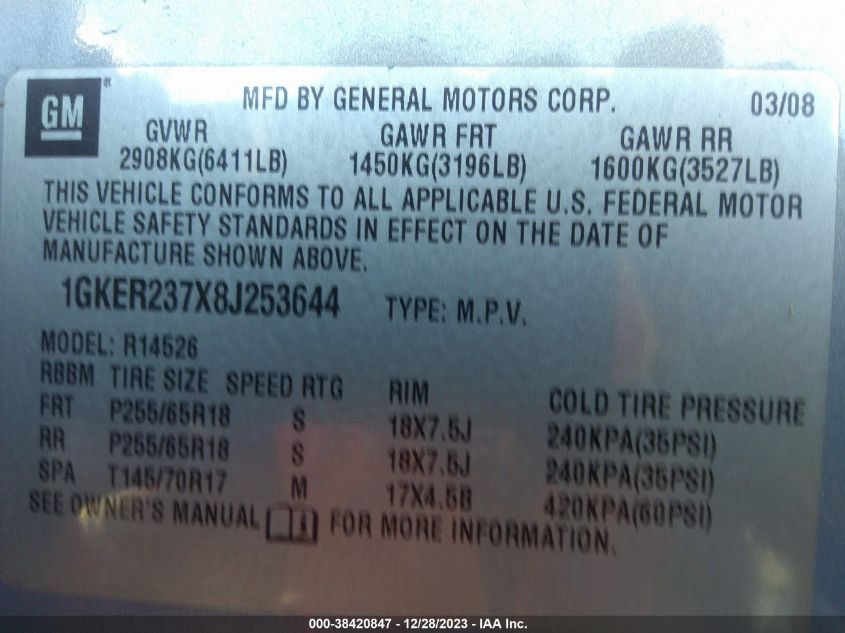 GM® MFD BY GENERAL MOTORS CORP. 03/08
GVWR GAWR FRT GAWR RR
2908KG(6411LB) 1450KG(3196LB) 1600KG(3527LB)
THIS VEHICLE CONFORMS TO ALL APPLICABLE U.S. FEDERAL MOTOR
VEHICLE SAFETY STANDARDS IN EFFECT ON THE DATE OF
MANUFACTURE SHOWN ABOVE.
1GKER237X8J253644 TYPE: M.P.V.
MODEL: R14526
RBBM TIRE SIZE SPEED RTG RIM COLD TIRE PRESSURE
FRT P255/65R18 S 18X7.5J 240KPA(35PSI)
RR P255/65R18 S 18X7.5J 240KPA(35PSI)
SPA T145/70R17 M 17X4.5B 420KPA(60PSI)
SEE OWNER'S MANUAL FOR MORE INFORMATION.
000-38420847 - 12/28/2023 - IAA Inc.